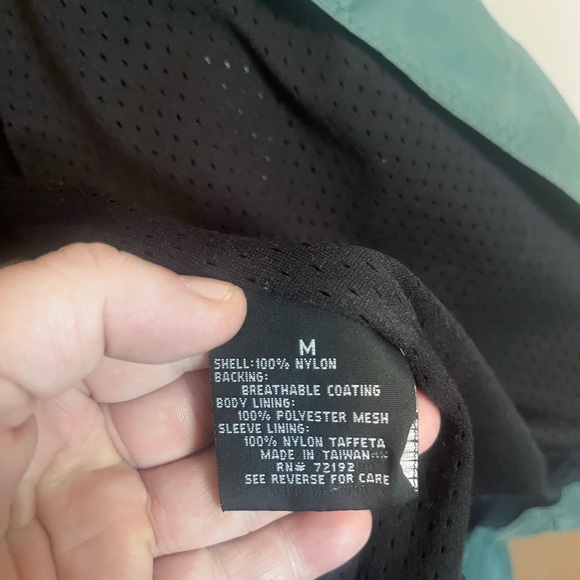 M
SHELL:100% NYLON
BACKING:
BREATHABLE COATING
BODY LINING:
100% POLYESTER MESH
SLEEVE LINING:
100% NYLON TAFFETA
MADE IN TAIWAN
RN# 72192
SEE REVERSE FOR CARE